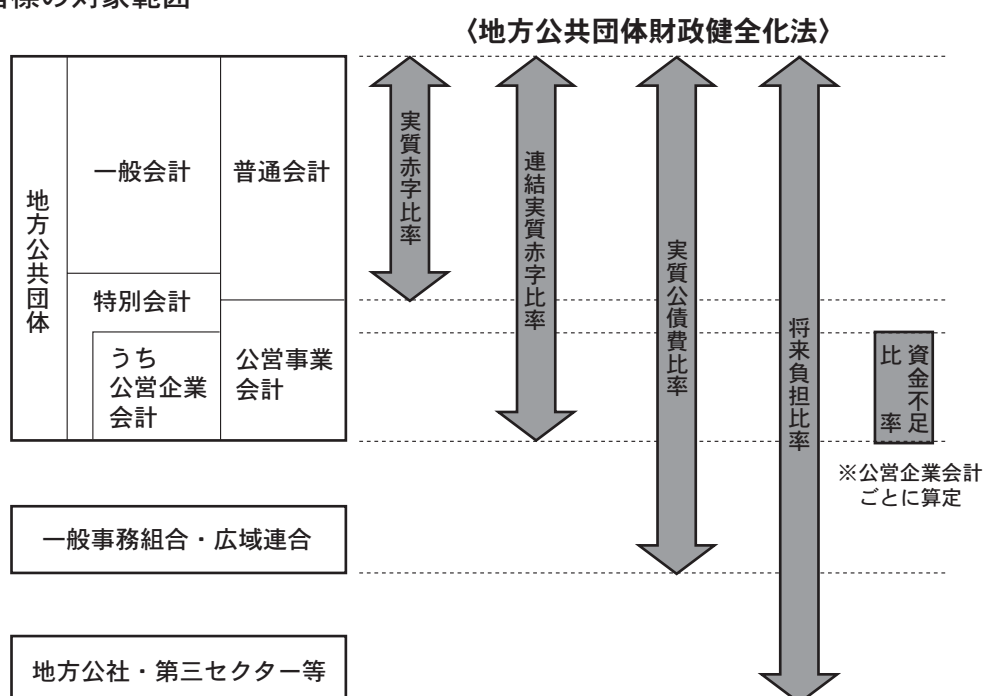 指標の対象範囲
〈地方公共団体財政健全化法〉
地方公共団体
一般会計
普通会計
特別会計
うち
公営企業
会計
公営事業
会計
実質赤字比率
連結実質赤字比率
実質公債費比率
将来負担比率
資金不足
比率
※公営企業会計
ごとに算定
一般事務組合・広域連合
地方公社・第三セクター等